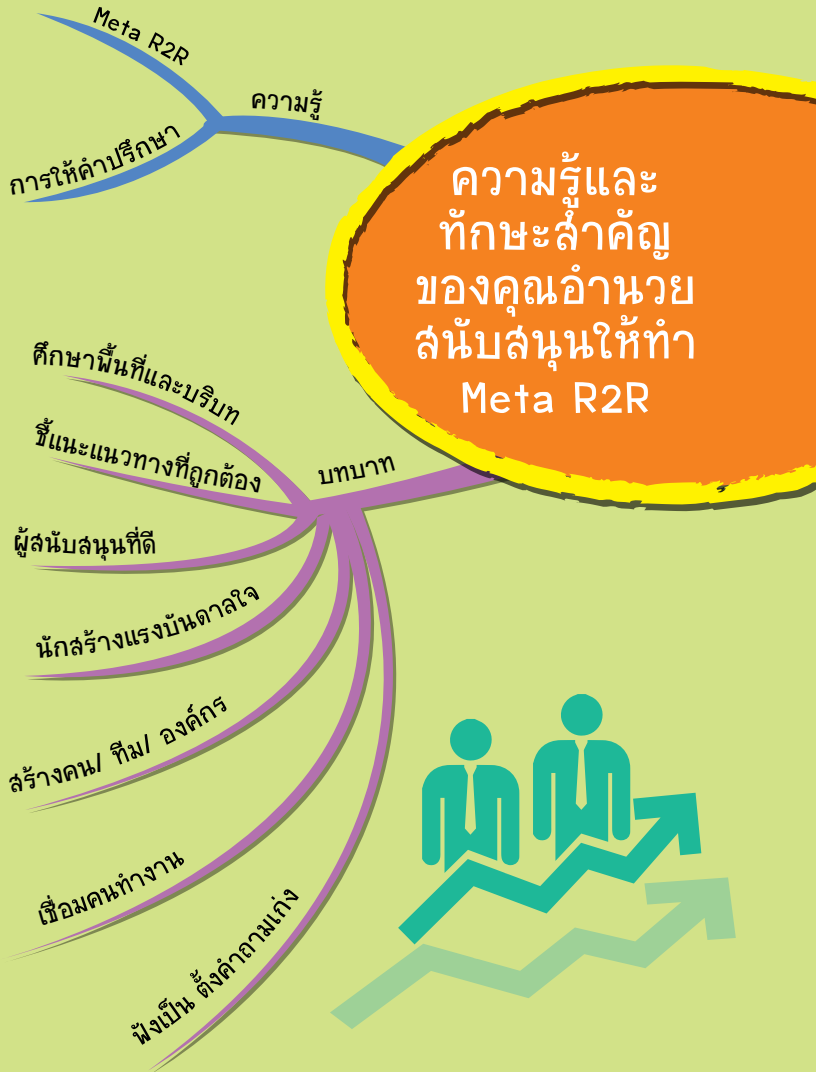 Meta R2R
ความรู้
การให้คำปรึกษา
ความรู้และ
ทักษะสำคัญ
ของคุณอำนวย
สนับสนุนให้ทำ
Meta R2R
ศึกษาพื้นที่และบริบท
ชี้แนะแนวทางที่ถูกต้อง
บทบาท
ผู้สนับสนุนที่ดี
นักสร้างแรงบันดาลใจ
สร้างคน/ ทีม/ องค์กร
เชื่อมคนทำงาน
ฟังเป็น ตั้งคำถามเก่ง